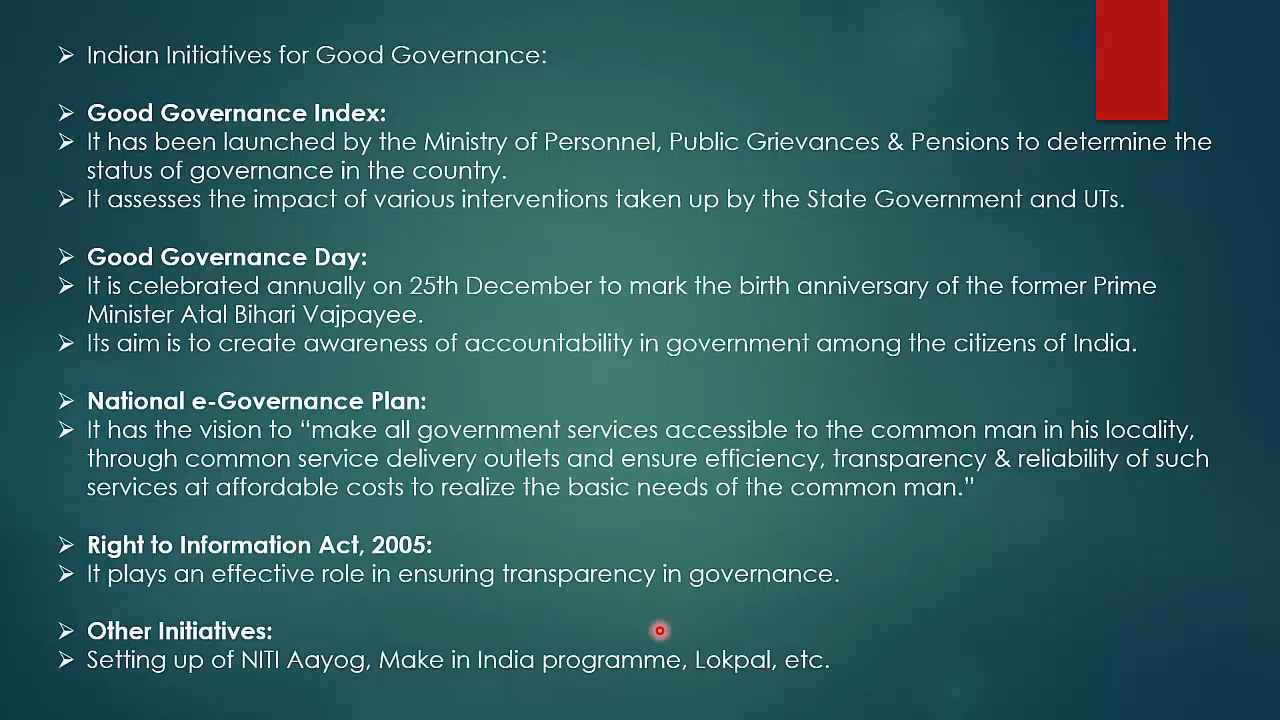 ➢ Indian Initiatives for Good Governance:
➢ Good Governance Index:
➢ It has been launched by the Ministry of Personnel, Public Grievances & Pensions to determine the
status of governance in the country.
➢ It assesses the impact of various interventions taken up by the State Government and UTs.
➢ Good Governance Day:
➢ It is celebrated annually on 25th December to mark the birth anniversary of the former Prime
Minister Atal Bihari Vajpayee.
➢ Its aim is to create awareness of accountability in government among the citizens of India.
➢ National e-Governance Plan:
➢ It has the vision to “make all government services accessible to the common man in his locality,
through common service delivery outlets and ensure efficiency, transparency & reliability of such
services at affordable costs to realize the basic needs of the common man.”
➢ Right to Information Act, 2005:
➢ It plays an effective role in ensuring transparency in governance.
➢ Other Initiatives:
➢ Setting up of NITI Aayog, Make in India programme, Lokpal, etc.